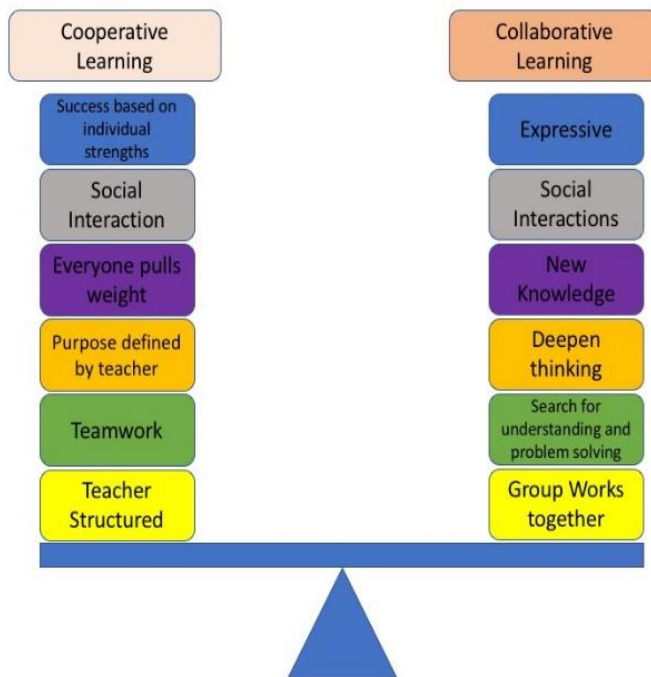 Cooperative
Learning
Success based on
individual
strengths
Social
Interaction
Everyone pulls
weight
Purpose defined
by teacher
Teamwork
Teacher
Structured
Collaborative
Learning
Expressive
Social
Interactions
New
Knowledge
Deepen
thinking
Search for
understanding and
problem solving
Group Works
together